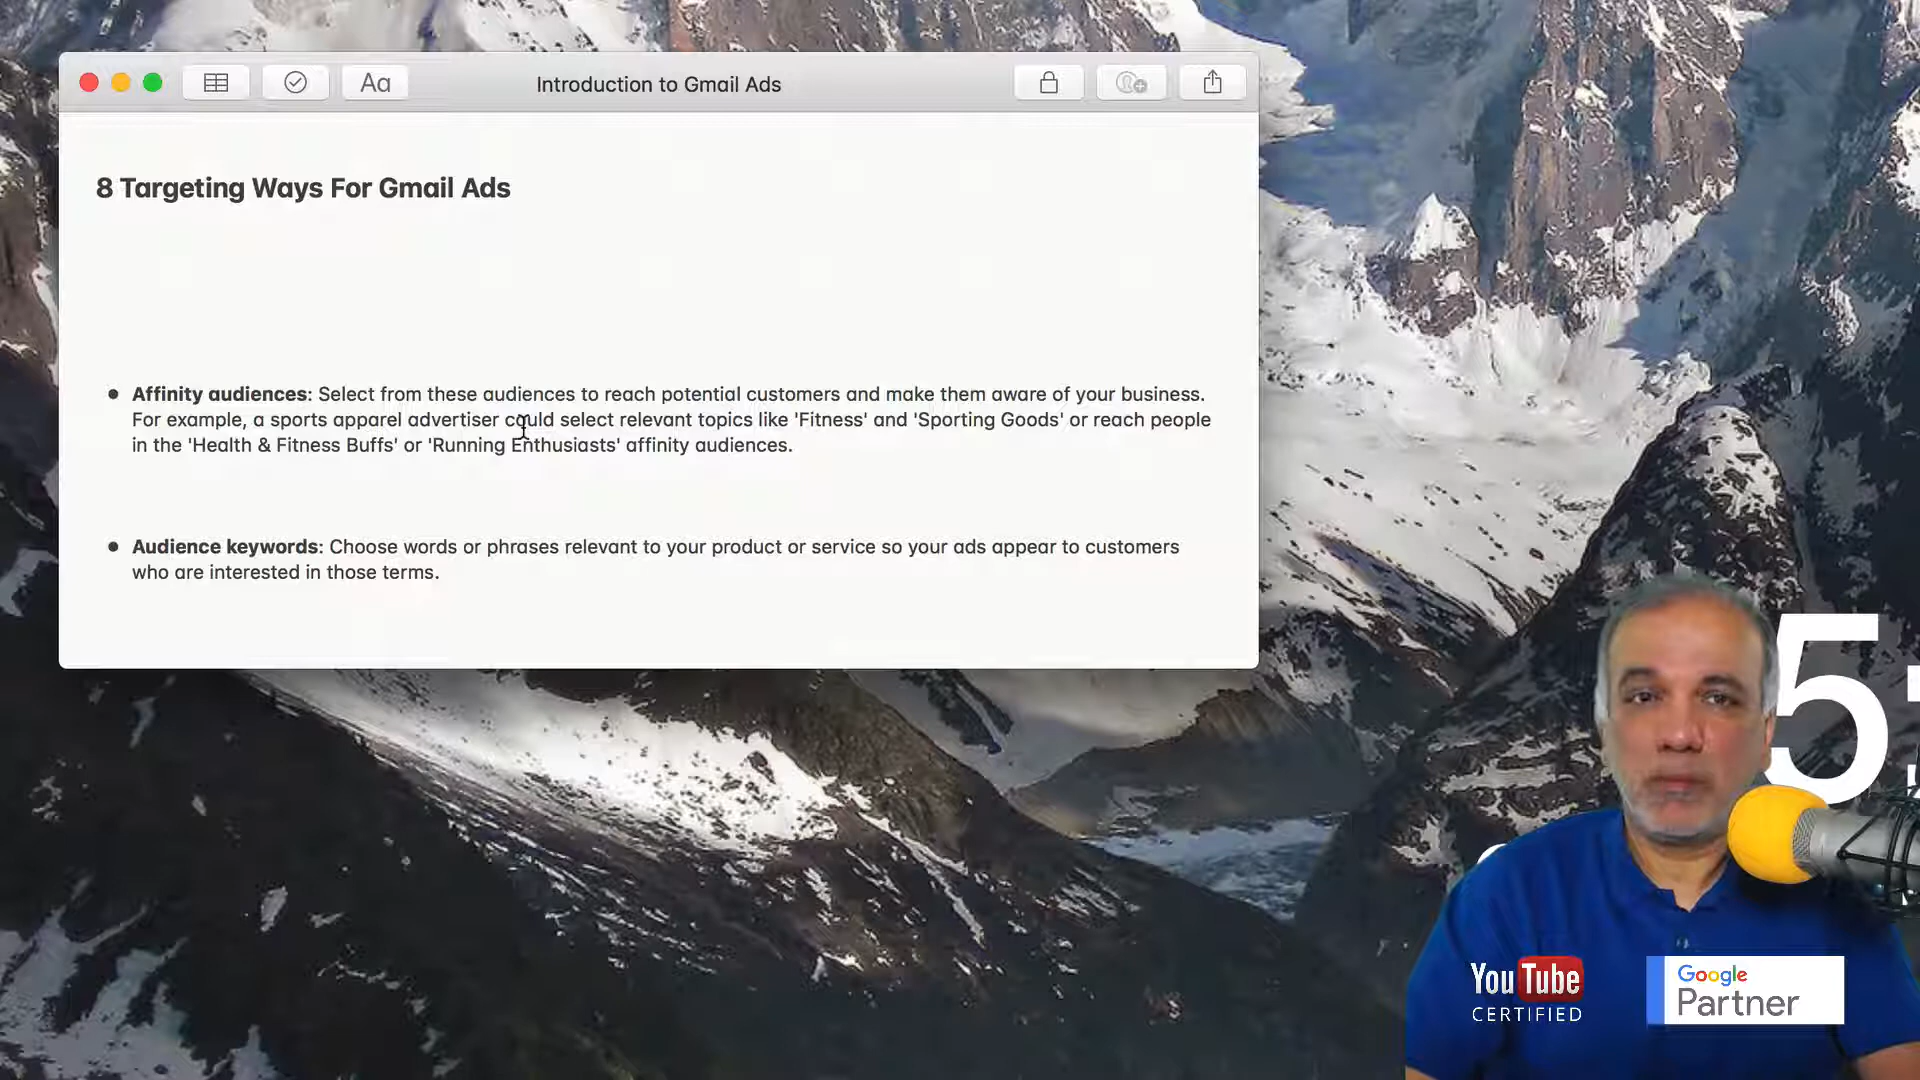 Aa
Introduction to Gmail Ads
8 Targeting Ways For Gmail Ads
Affinity audiences: Select from these audiences to reach potential customers and make them aware of your business.
For example, a sports apparel advertiser could select relevant topics like 'Fitness' and 'Sporting Goods' or reach people
in the 'Health & Fitness Buffs' or 'Running Enthusiasts' affinity audiences.
Audience keywords: Choose words or phrases relevant to your product or service so your ads appear to customers
who are interested in those terms.
5
YouTube
CERTIFIED
Google
Partner